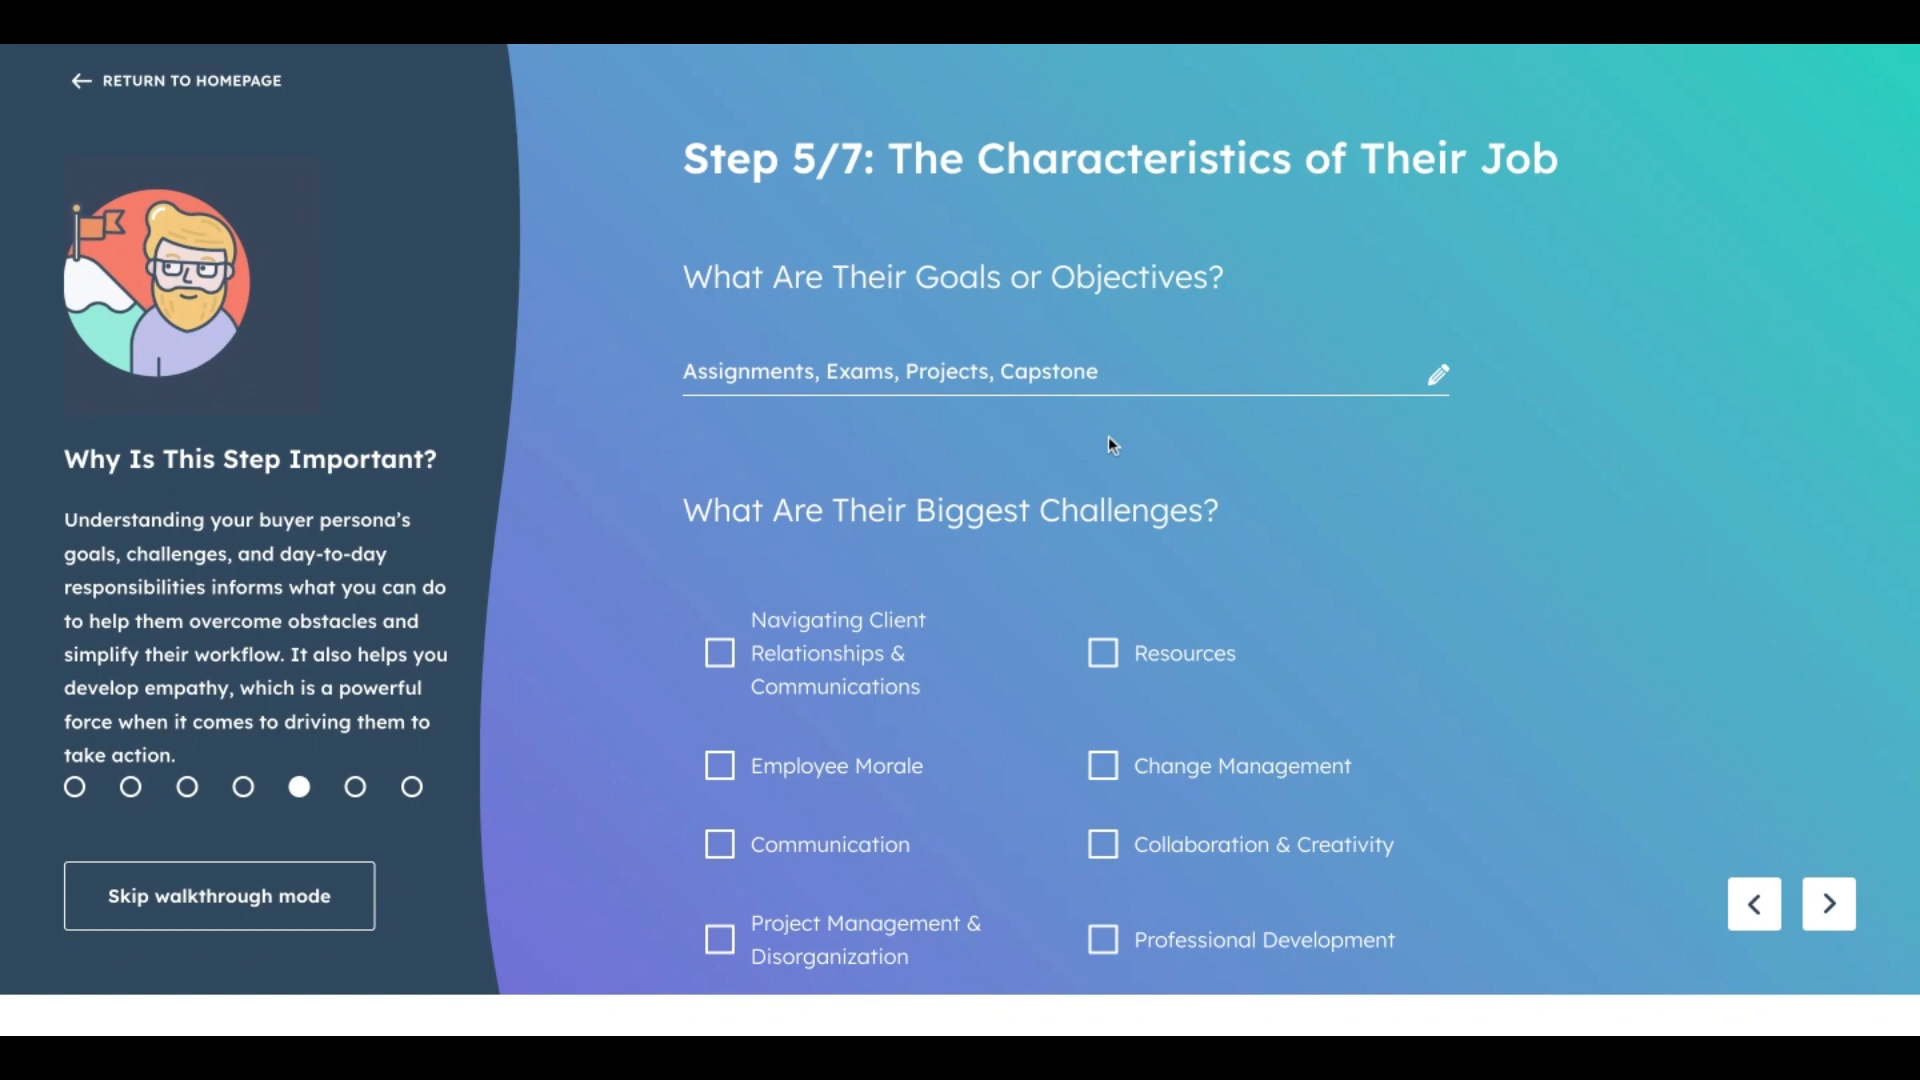 RETURN TO HOMEPAGE
Why Is This Step Important?
Understanding your buyer persona’s
goals, challenges, and day-to-day
responsibilities informs what you can do
to help them overcome obstacles and
simplify their workflow. It also helps you
develop empathy, which is a powerful
force when it comes to driving them to
take action.
Skip walkthrough mode
Step 5/7: The Characteristics of Their Job
What Are Their Goals or Objectives?
Assignments, Exams, Projects, Capstone
What Are Their Biggest Challenges?
Navigating Client
Relationships &
Communications
Resources
Employee Morale
Change Management
Communication
Collaboration & Creativity
Project Management &
Disorganization
Professional Development